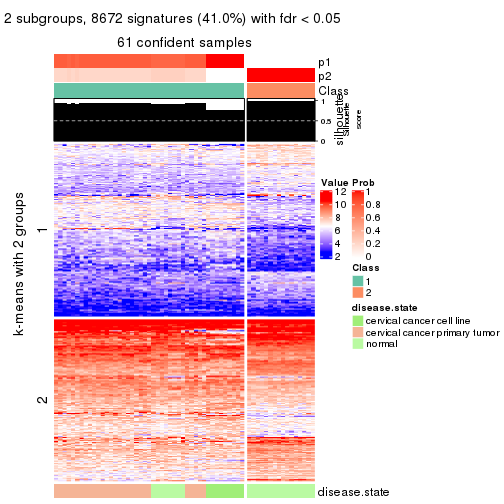 2 subgroups, 8672 signatures (41.0%) with fdr < 0.05
61 confident samples
p1
p2
Class
silhouette
Silhouette
score
1
0.5
0
k-means with 2 groups
1
2
Value
12
10
8
6
4
2
Prob
1
0.8
0.6
0.4
0.2
0
Class
1
2
disease.state
cervical cancer cell line
cervical cancer primary tumor
normal
disease.state